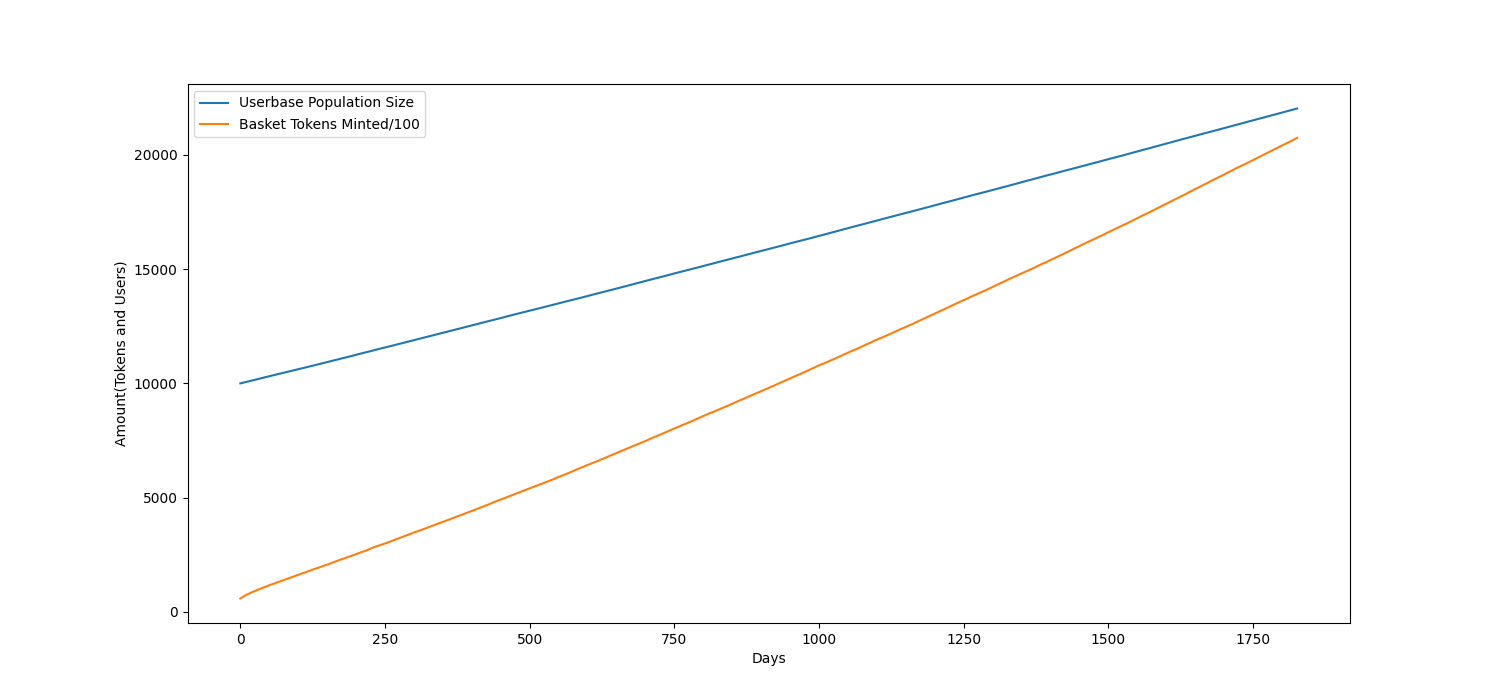 Userbase Population Size
Basket Tokens Minted/100
Amount(Tokens and Users)
20000
15000
10000
5000
0
0 250 500 750 1000 1250 1500 1750
Days